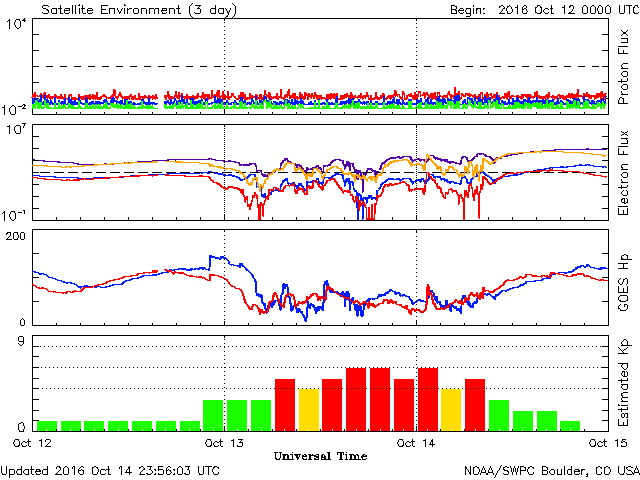 Satellite Environment (3 day) Begin: 2016 Oct 12 0000 UTC
10^4
10^-2
Proton Flux
10^7
10^-1
Electron Flux
200
0
GOES Hp
9
0
Estimated Kp
Oct 12 Oct 13 Oct 14 Oct 15
Universal Time
Updated 2016 Oct 14 23:56:03 UTC NOAA/SWPC Boulder, CO USA